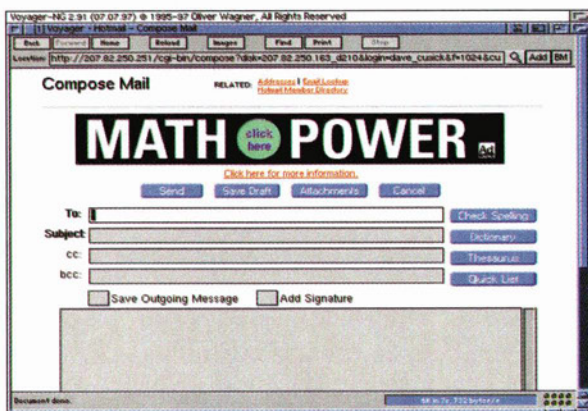 Voyager-NG 2.91 (07.07.97) © 1995-97 Oliver Wagner, All Rights Reserved
Voyager - Hotmail - Compose Mail
Back Forward Home Reload Images Find Print Stop
Location: http://207.82.250.251/cgi-bin/compose?disk=207.82.250.163_d210&login=dave_cusick&f=1024&cu Add BM
Compose Mail RELATED: Addresses | Email Lookup
Hotmail Member Directory
MATH click here POWER Ad
Click here for more information.
Send Save Draft Attachments Cancel
To: Check Spelling
Subject: Dictionary
cc: Thesaurus
bcc: Quick List
Save Outgoing Message Add Signature
Document done.